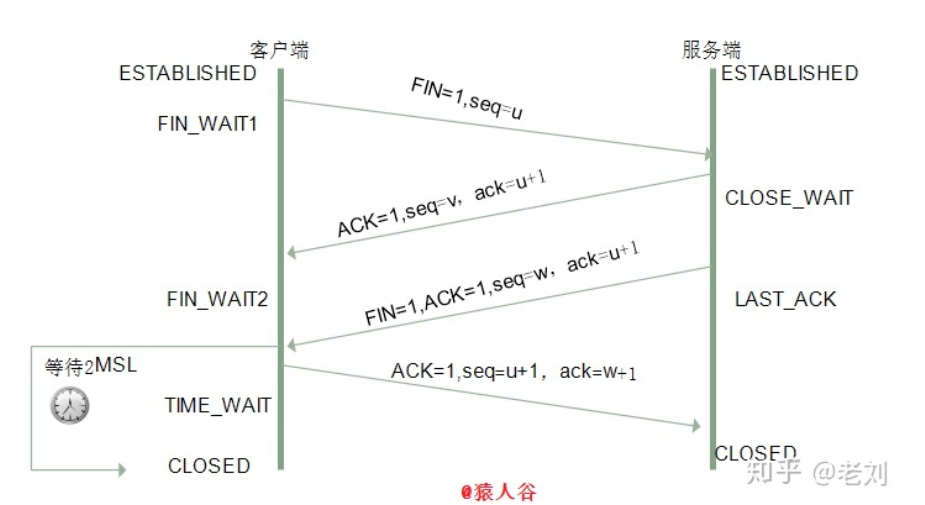 客户端
服务端
ESTABLISHED
ESTABLISHED
FIN=1,seq=u
FIN_WAIT1
ACK=1,seq=v，ack=u+1
CLOSE_WAIT
FIN=1,ACK=1,seq=w，ack=u+1
FIN_WAIT2
LAST_ACK
等待2MSL
ACK=1,seq=u+1，ack=w+1
TIME_WAIT
CLOSED
CLOSED
知乎 @老刘
@猿人谷